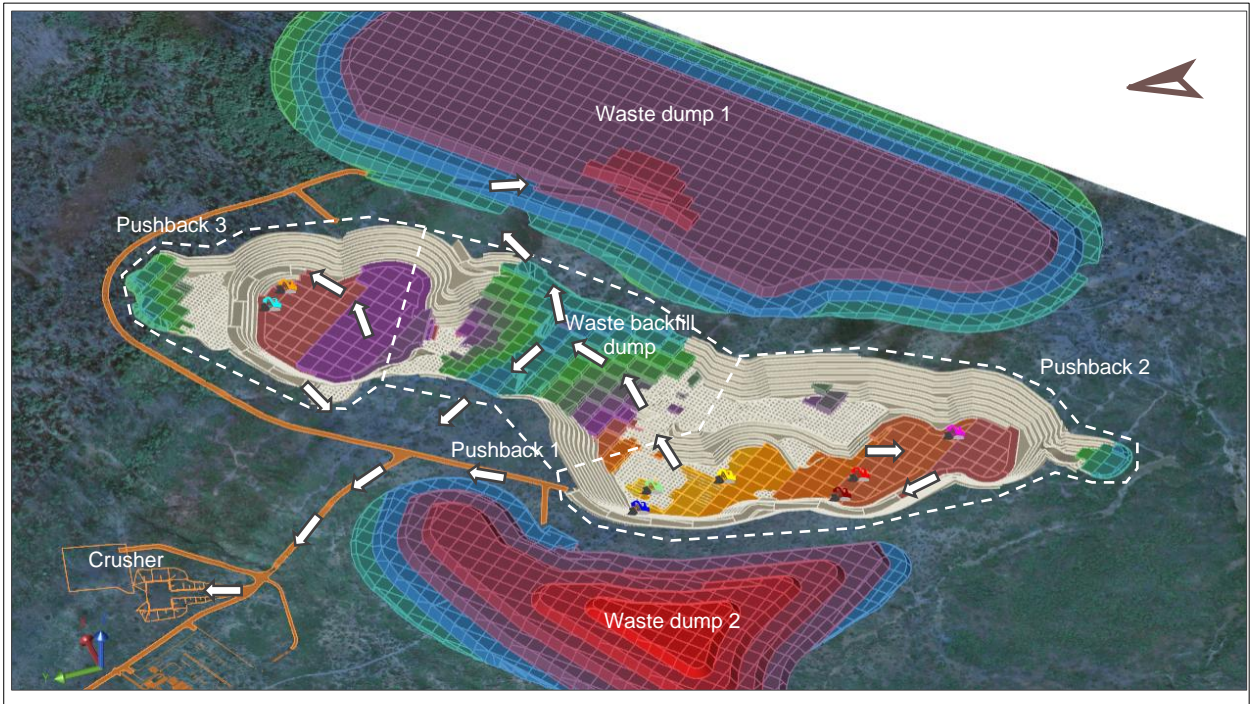 Waste dump 1
Pushback 3
Waste backfill
dump
Pushback 2
Pushback 1
Crusher
Waste dump 2
Y